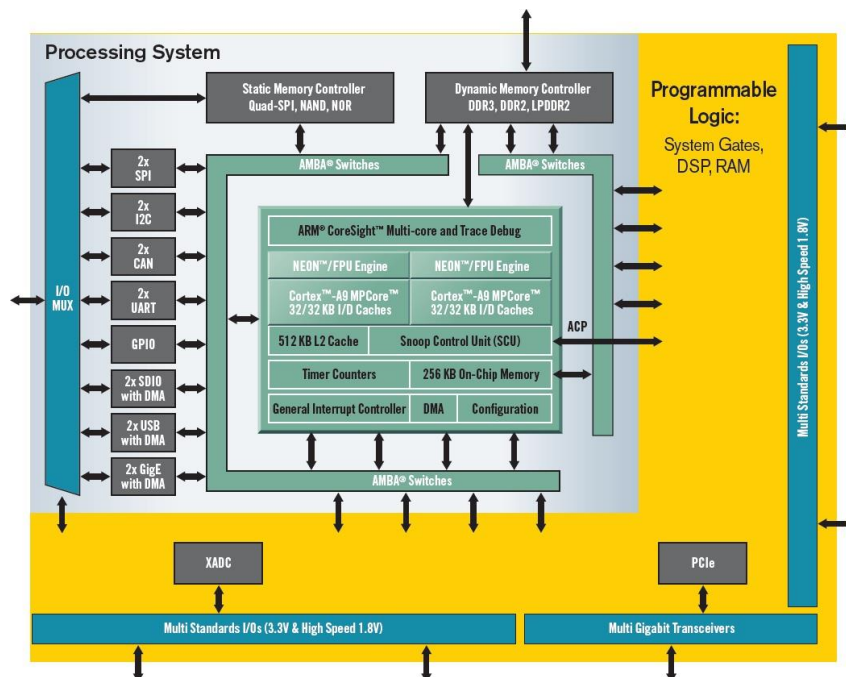 Processing System
Static Memory Controller
Quad-SPI, NAND, NOR
Dynamic Memory Controller
DDR3, DDR2, LPDDR2
Programmable
Logic:
System Gates,
DSP, RAM
AMBA® Switches
AMBA® Switches
2x
SPI
2x
I2C
2x
CAN
2x
UART
GPIO
2x SDIO
with DMA
2x USB
with DMA
2x GigE
with DMA
I/O
MUX
ARM® CoreSight™ Multi-core and Trace Debug
NEON™/FPU Engine
NEON™/FPU Engine
Cortex™-A9 MPCore™
32/32 KB I/D Caches
Cortex™-A9 MPCore™
32/32 KB I/D Caches
512 KB L2 Cache
Snoop Control Unit (SCU)
ACP
Timer Counters
256 KB On-Chip Memory
General Interrupt Controller
DMA
Configuration
AMBA® Switches
Multi Standards I/Os (3.3V & High Speed 1.8V)
XADC
PCIe
Multi Standards I/Os (3.3V & High Speed 1.8V)
Multi Gigabit Transceivers